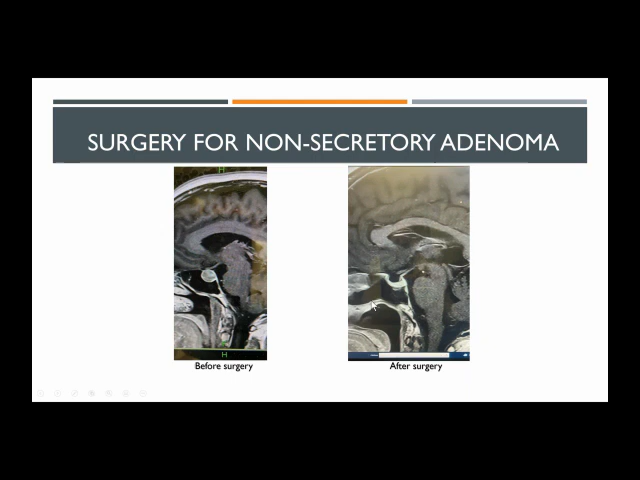 SURGERY FOR NON-SECRETORY ADENOMA
H
H
Before surgery
After surgery